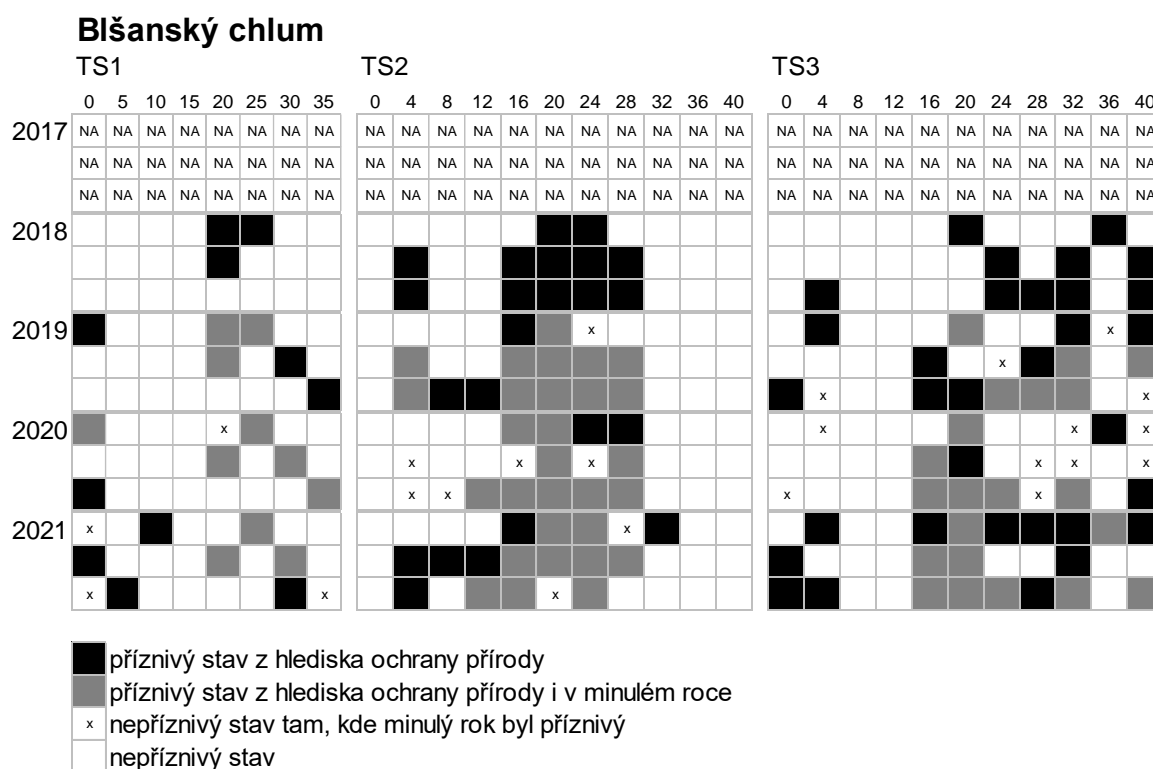 Blšanský chlum
TS1 TS2 TS3
0 5 10 15 20 25 30 35 0 4 8 12 16 20 24 28 32 36 40 0 4 8 12 16 20 24 28 32 36 40
2017 NA NA NA NA NA NA NA NA NA NA NA NA NA NA NA NA NA NA NA NA NA NA NA NA NA NA NA NA NA NA
NA NA NA NA NA NA NA NA NA NA NA NA NA NA NA NA NA NA NA NA NA NA NA NA NA NA NA NA NA NA
NA NA NA NA NA NA NA NA NA NA NA NA NA NA NA NA NA NA NA NA NA NA NA NA NA NA NA NA NA NA
2018
2019 x x
x
x x
2020 x x x x
x x x x x x
x x x x
2021 x x
x x x
příznivý stav z hlediska ochrany přírody
příznivý stav z hlediska ochrany přírody i v minulém roce
x nepříznivý stav tam, kde minulý rok byl příznivý
nepříznivý stav